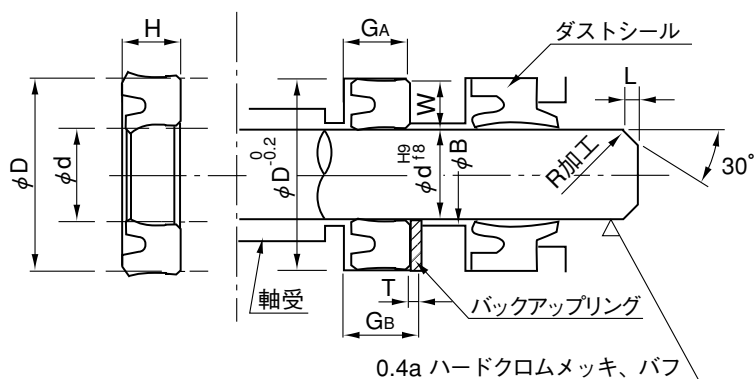 H
GA
ダストシール
L
W
φD
φd
φD 0 -0.2
φd H9 f8
φB
R加工
30°
軸受
T
GB
バックアップリング
0.4a ハードクロムメッキ、バフ